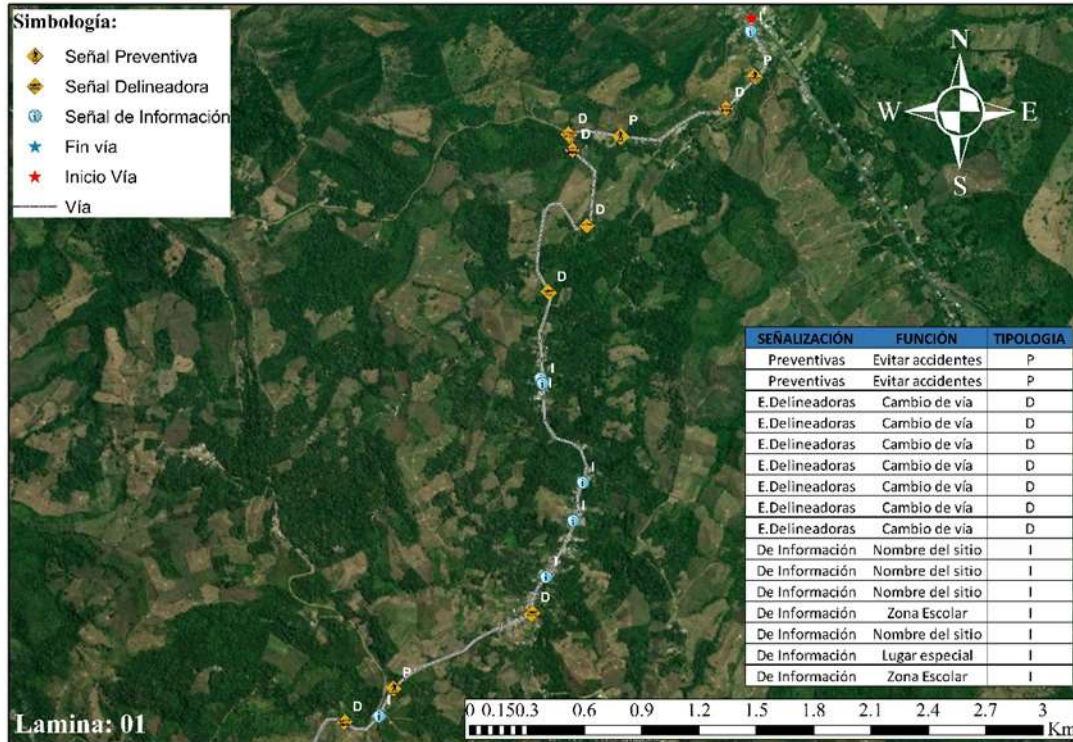 Simbología:
Señal Preventiva
Señal Delineadora
Señal de Información
Fin vía
Inicio Vía
Vía
N
W E
S
I
P
D
D P
D
D
D
I
I
I
I
I
D
P
I
D
SEÑALIZACIÓN FUNCIÓN TIPOLOGIA
Preventivas Evitar accidentes P
Preventivas Evitar accidentes P
E.Delineadoras Cambio de vía D
E.Delineadoras Cambio de vía D
E.Delineadoras Cambio de vía D
E.Delineadoras Cambio de vía D
E.Delineadoras Cambio de vía D
E.Delineadoras Cambio de vía D
E.Delineadoras Cambio de vía D
De Información Nombre del sitio I
De Información Nombre del sitio I
De Información Nombre del sitio I
De Información Zona Escolar I
De Información Nombre del sitio I
De Información Lugar especial I
De Información Zona Escolar I
Lamina: 01
0 0.150.3 0.6 0.9 1.2 1.5 1.8 2.1 2.4 2.7 3
Km